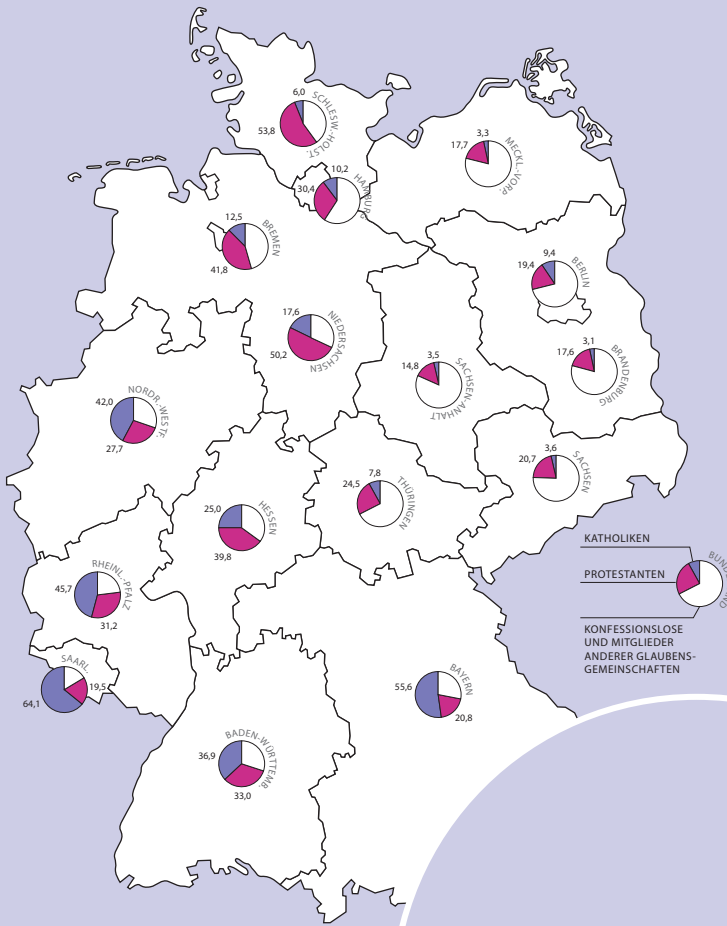 6,0
53,8
SCHLESW.-HOLST.
3,3
17,7
MECKL.-VORP.
10,2
30,4
HAMBURG
12,5
41,8
BREMEN
9,4
19,4
BERLIN
17,6
50,2
NIEDERSACHSEN
3,5
14,8
SACHSEN-ANHALT
3,1
17,6
BRANDENBURG
42,0
27,7
NORDR.-WESTF.
3,6
20,7
SACHSEN
7,8
24,5
THÜRINGEN
25,0
39,8
HESSEN
45,7
31,2
RHEINL.-PFALZ
SAARL.
19,5
64,1
55,6
20,8
BAYERN
36,9
33,0
BADEN-WÜRTTEMB.
KATHOLIKEN
PROTESTANTEN
KONFESSIONSLOSE
UND MITGLIEDER
ANDERER GLAUBENS-
GEMEINSCHAFTEN